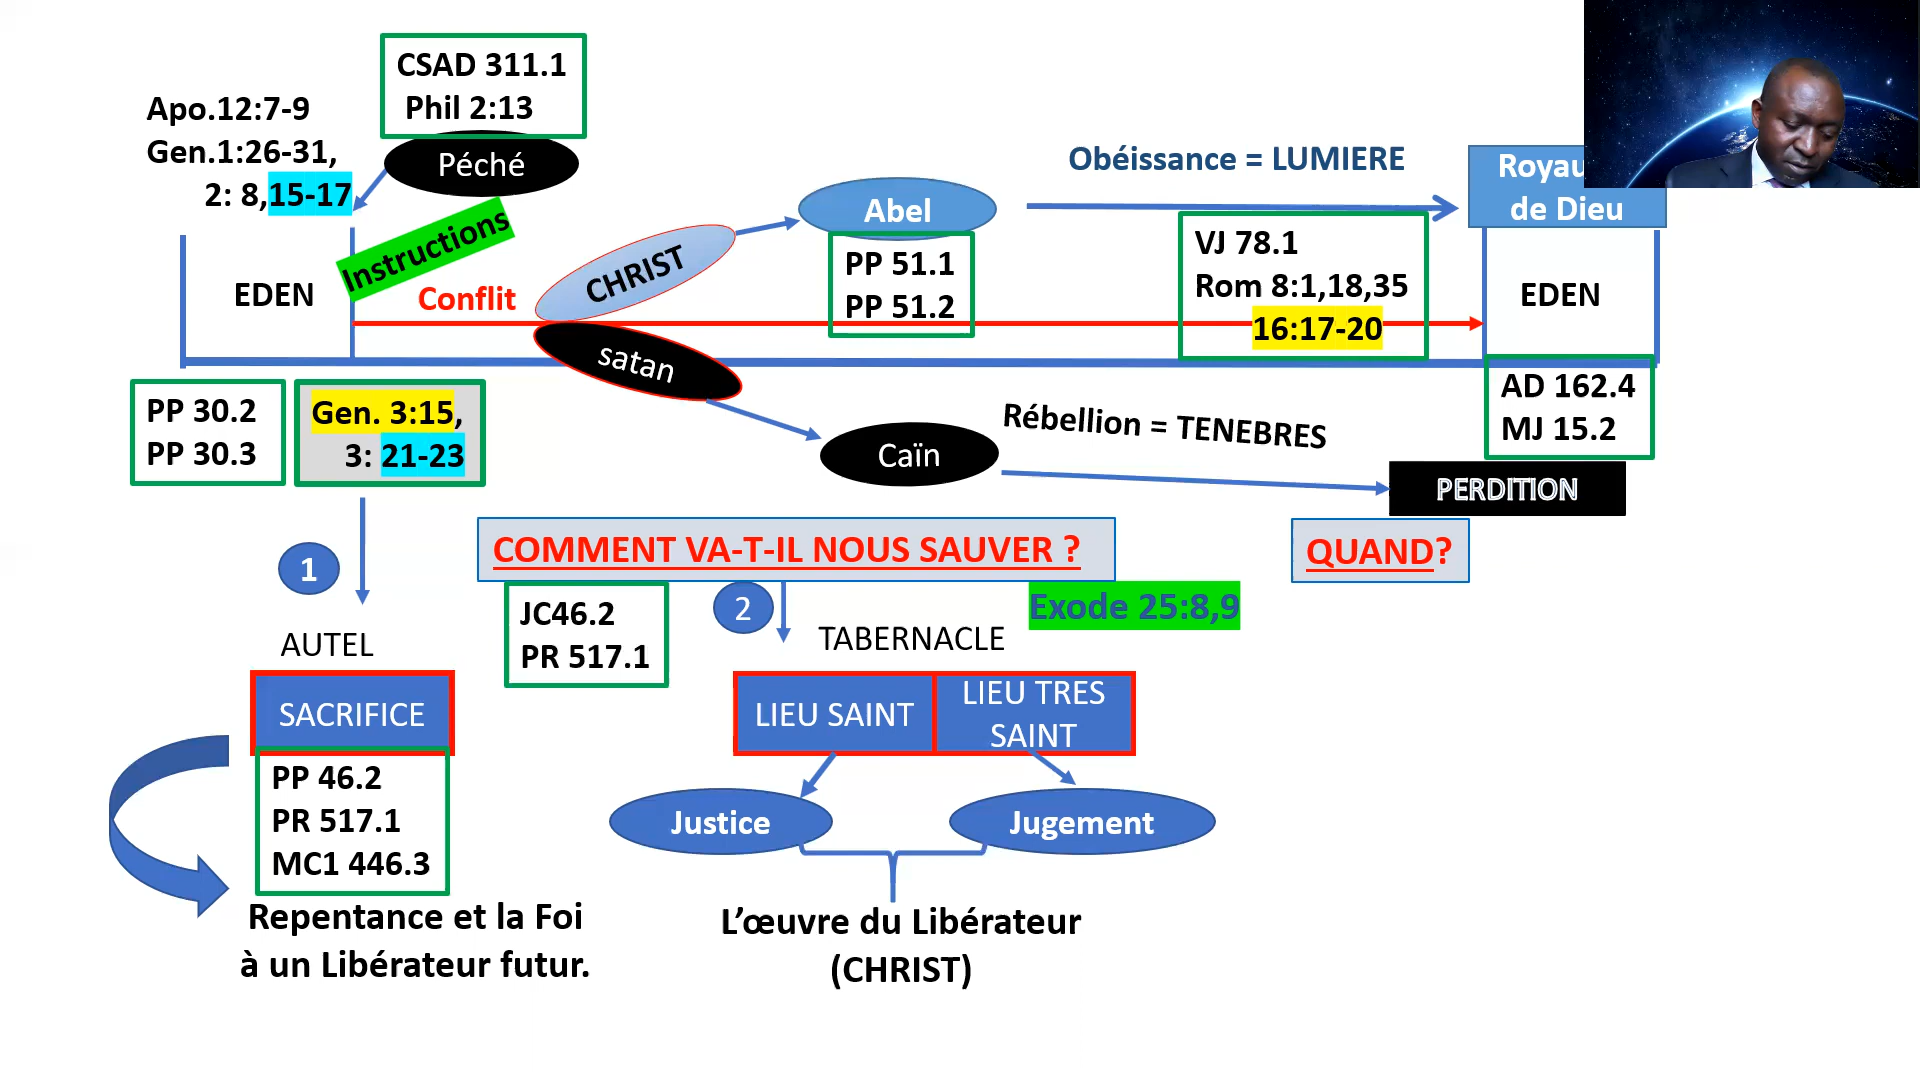 CSAD 311.1
Phil 2:13
Apo.12:7-9
Gen.1:26-31,
2: 8,15-17
Péché
Instructions
EDEN
Conflit
CHRIST
satan
Abel
PP 51.1
PP 51.2
Obéissance = LUMIERE
VJ 78.1
Rom 8:1,18,35
16:17-20
de Dieu
EDEN
AD 162.4
MJ 15.2
PP 30.2
PP 30.3
Gen. 3:15,
3: 21-23
Caïn
Rébellion = TENEBRES
PERDITION
COMMENT VA-T-IL NOUS SAUVER ?
QUAND?
1
JC46.2
PR 517.1
2
Exode 25:8,9
AUTEL
TABERNACLE
SACRIFICE
LIEU SAINT
LIEU TRES
SAINT
PP 46.2
PR 517.1
MC1 446.3
Justice
Jugement
Repentance et la Foi
à un Libérateur futur.
L’œuvre du Libérateur
(CHRIST)